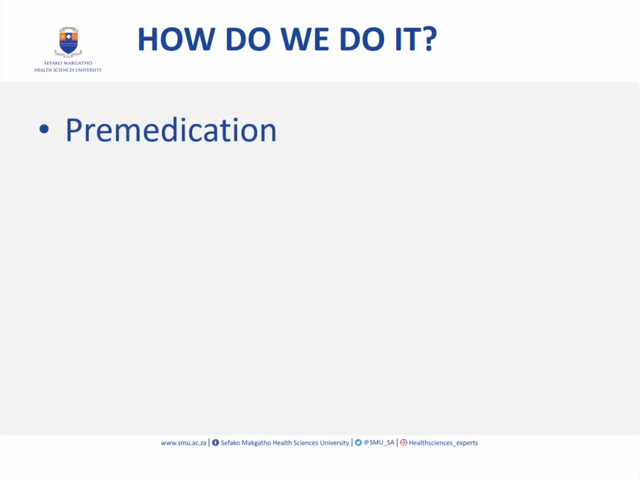 SEFAKO MAKGATHO
HEALTH SCIENCES UNIVERSITY
HOW DO WE DO IT?
• Premedication
www.smu.ac.za | Sefako Makgatho Health Sciences University | @SMU_SA | Healthsciences_experts